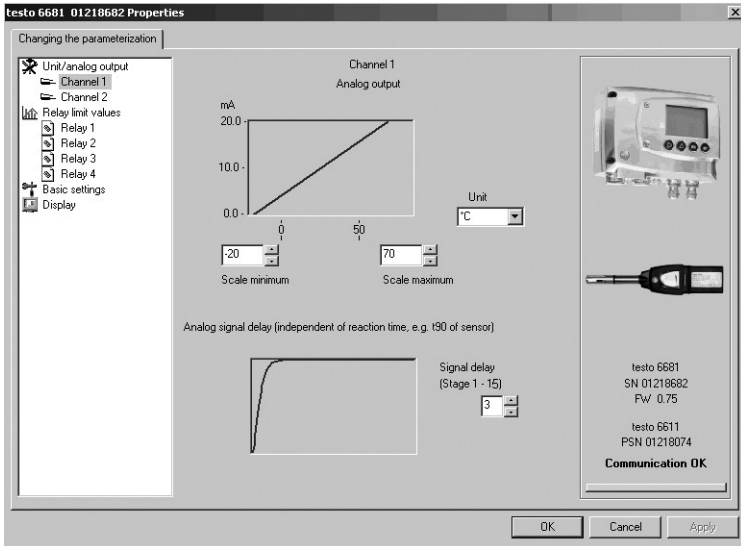 testo 6681 01218682 Properties
Changing the parameterization
Unit/analog output
Channel 1
Channel 2
Relay limit values
Relay 1
Relay 2
Relay 3
Relay 4
Basic settings
Display
Channel 1
Analog output
mA
20.0
10.0
0.0
0
50
Unit
°C
-20
70
Scale minimum
Scale maximum
Analog signal delay (independent of reaction time, e.g. t90 of sensor)
Signal delay
(Stage 1 - 15)
3
testo 6681
SN 01218682
FW 0.75
testo 6611
PSN 01218074
Communication OK
OK
Cancel
Apply